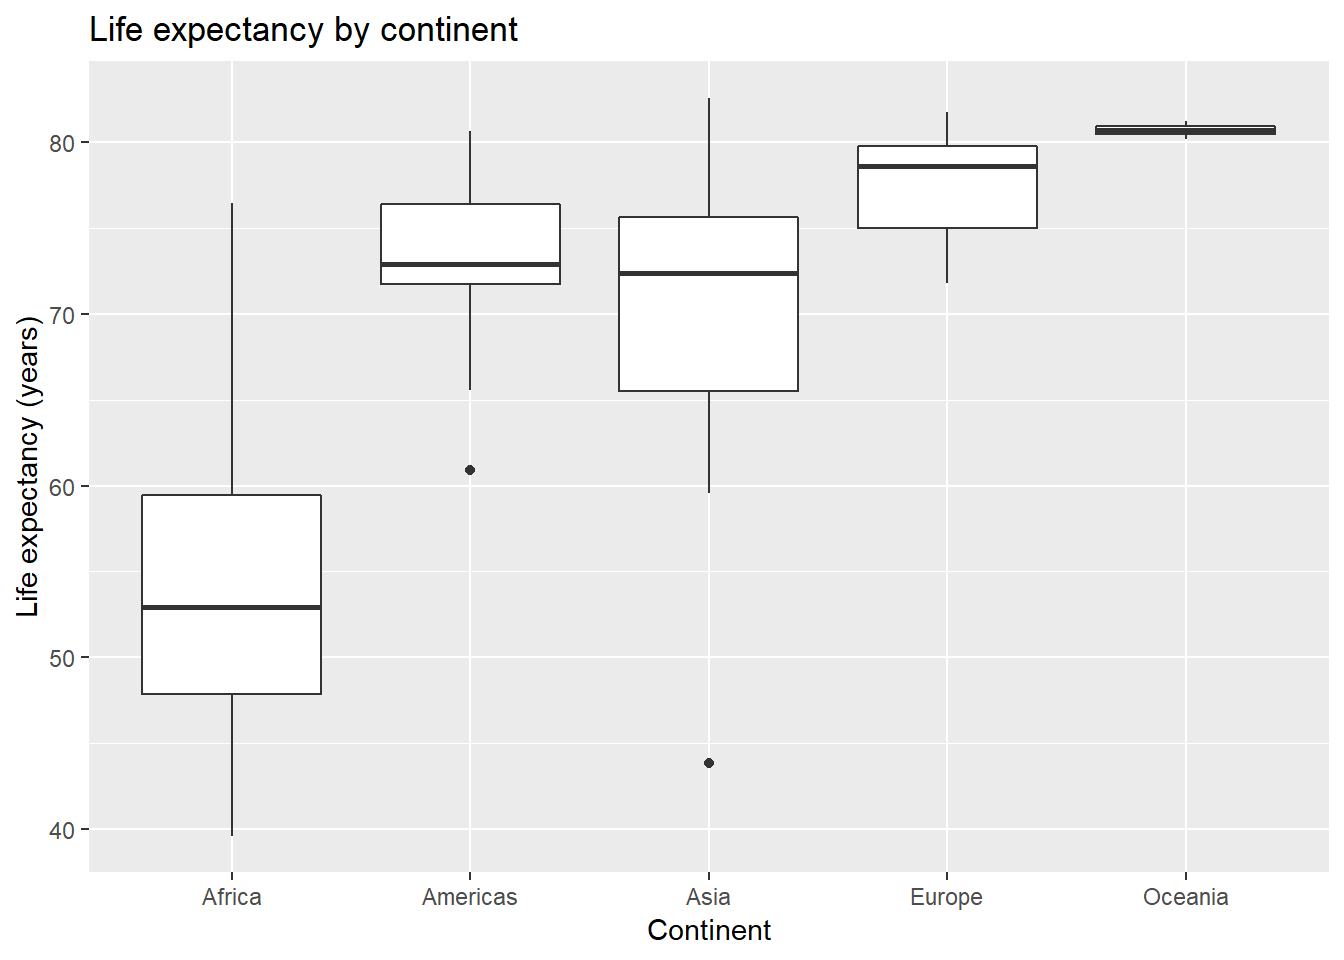 Life expectancy by continent
Life expectancy (years)
80
70
60
50
40
Africa Americas Asia Europe Oceania
Continent